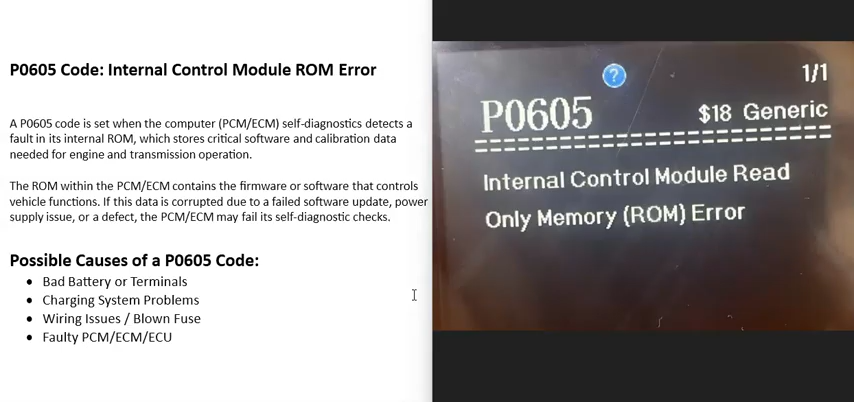 P0605 Code: Internal Control Module ROM Error
A P0605 code is set when the computer (PCM/ECM) self-diagnostics detects a
fault in its internal ROM, which stores critical software and calibration data
needed for engine and transmission operation.
The ROM within the PCM/ECM contains the firmware or software that controls
vehicle functions. If this data is corrupted due to a failed software update, power
supply issue, or a defect, the PCM/ECM may fail its self-diagnostic checks.
Possible Causes of a P0605 Code:
• Bad Battery or Terminals
• Charging System Problems
• Wiring Issues / Blown Fuse
• Faulty PCM/ECM/ECU
? 1/1
P0605 $18 Generic
Internal Control Module Read
Only Memory (ROM) Error